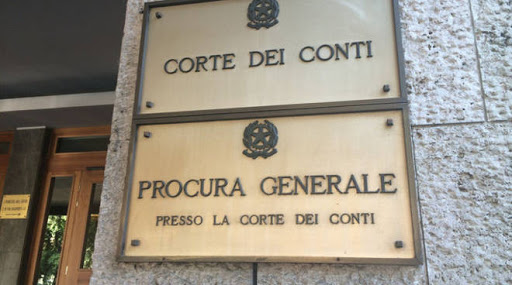 CORTE DEI CONTI
PROCURA GENERALE
PRESSO LA CORTE DEI CONTI